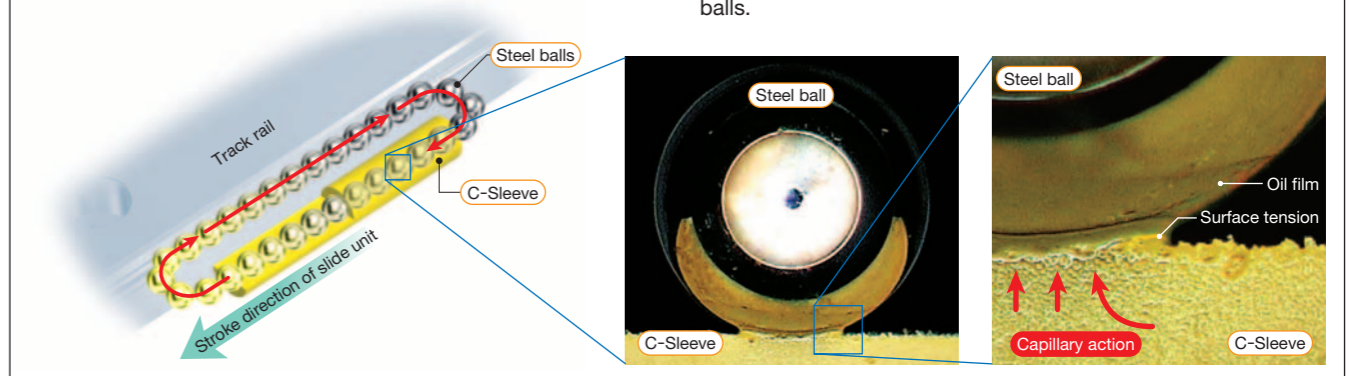 balls.
Steel balls
Track rail
C-Sleeve
Stroke direction of slide unit
Steel ball
C-Sleeve
Steel ball
Oil film
Surface tension
Capillary action
C-Sleeve